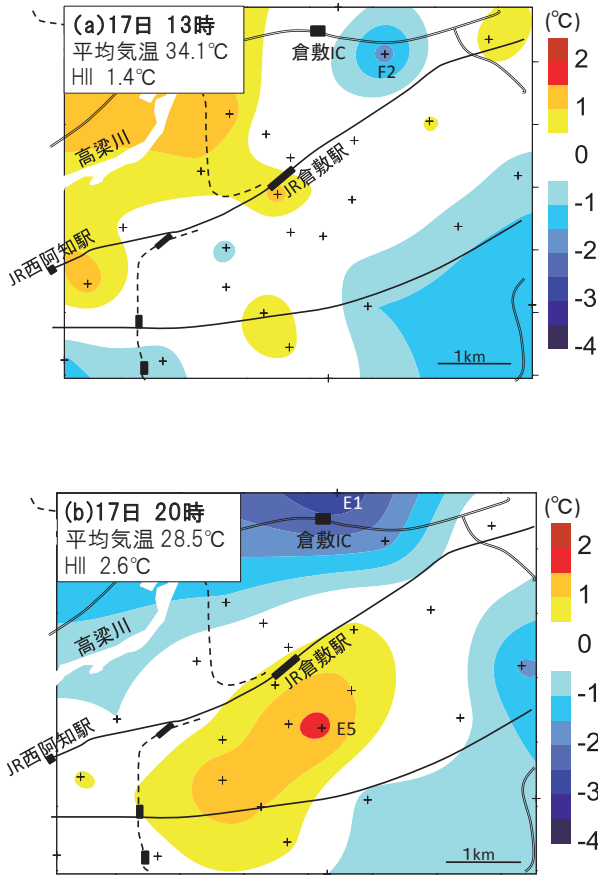 (a)17日 13時
平均気温 34.1℃
HII 1.4℃
倉敷IC
F2
高梁川
JR倉敷駅
JR西阿知駅
1km
(℃)
2
1
0
-1
-2
-3
-4
(b)17日 20時
平均気温 28.5℃
HII 2.6℃
E1
倉敷IC
高梁川
JR倉敷駅
E5
JR西阿知駅
1km
(℃)
2
1
0
-1
-2
-3
-4